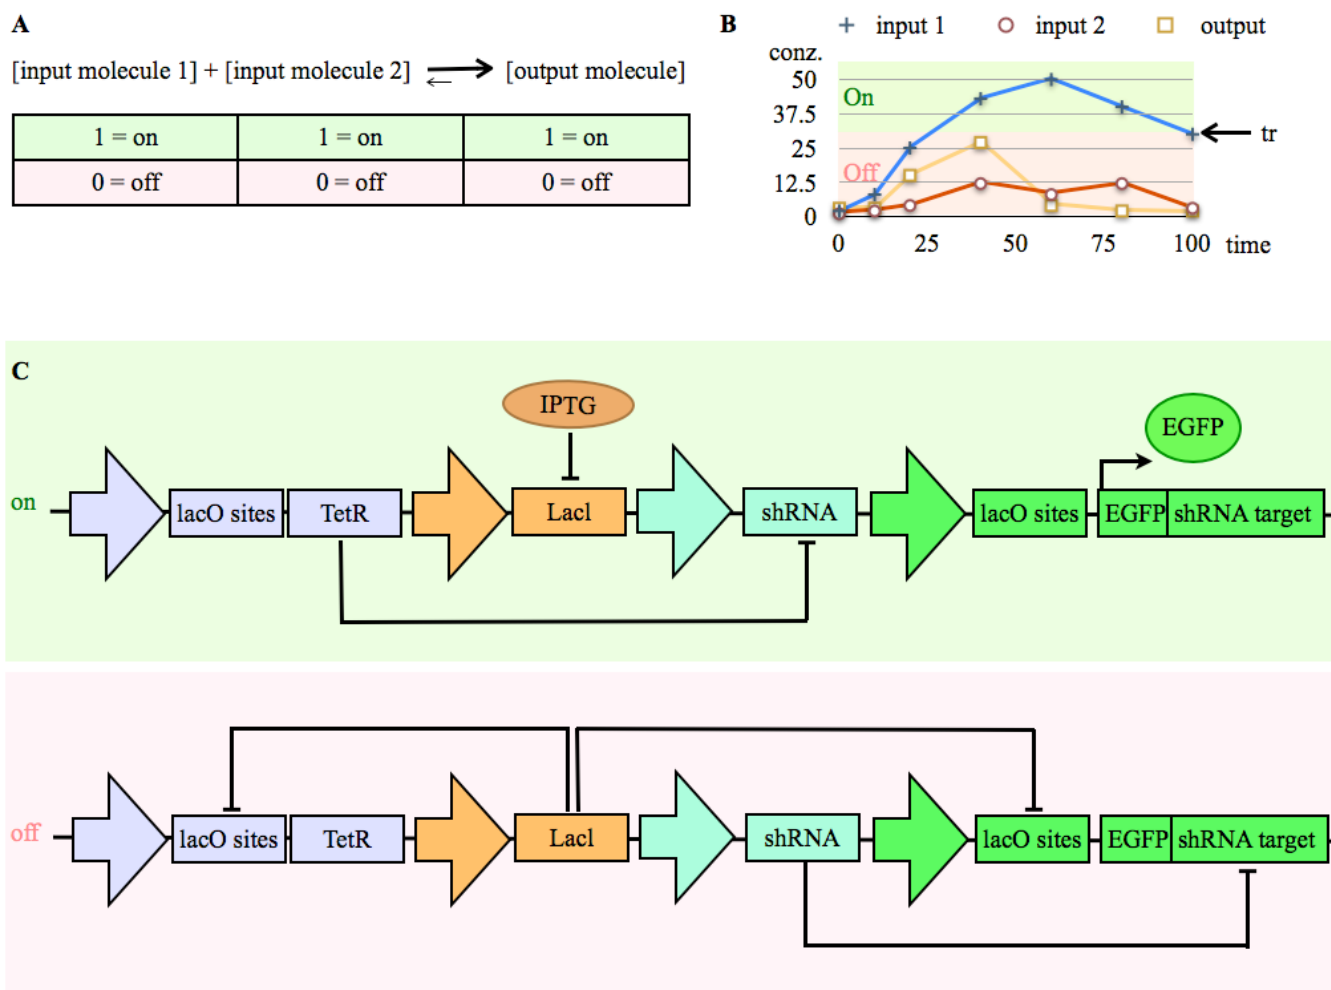 A
[input molecule 1] + [input molecule 2] [output molecule]
1 = on 1 = on 1 = on
0 = off 0 = off 0 = off
B
input 1 input 2 output
conz.
50
37.5
25
12.5
0
On
Off
tr
0 25 50 75 100 time
C
IPTG
EGFP
on
lacO sites TetR Lacl shRNA lacO sites EGFP shRNA target
off
lacO sites TetR Lacl shRNA lacO sites EGFP shRNA target